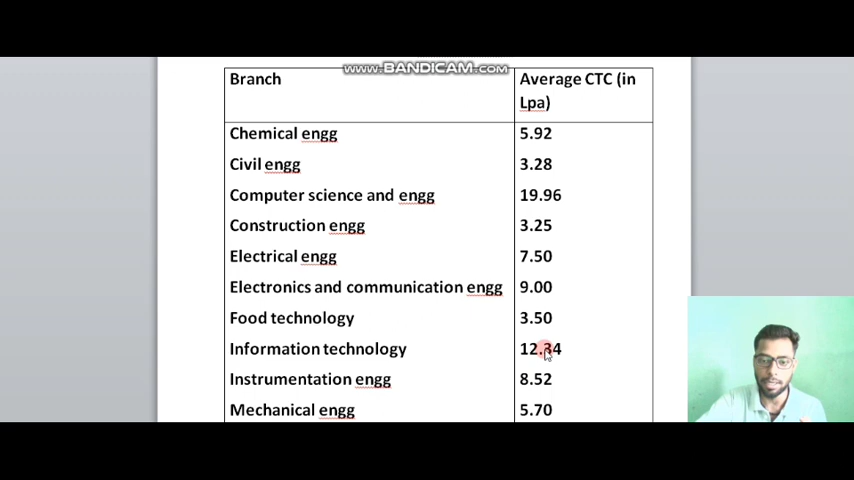 www.BANDICAM.com
Branch Average CTC (in
Lpa)
Chemical engg 5.92
Civil engg 3.28
Computer science and engg 19.96
Construction engg 3.25
Electrical engg 7.50
Electronics and communication engg 9.00
Food technology 3.50
Information technology 12.34
Instrumentation engg 8.52
Mechanical engg 5.70